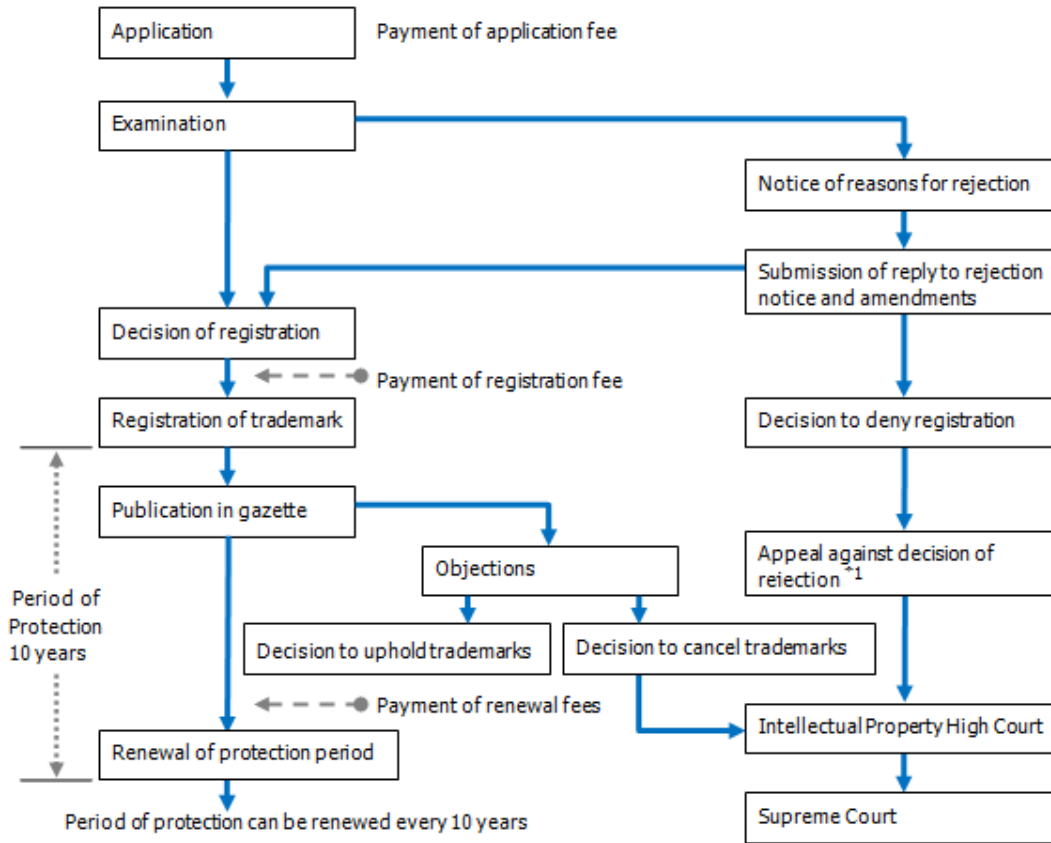 Application
Payment of application fee
Examination
Notice of reasons for rejection
Submission of reply to rejection
notice and amendments
Decision of registration
Payment of registration fee
Registration of trademark
Decision to deny registration
Publication in gazette
Objections
Appeal against decision of
rejection *1
Period of
Protection
10 years
Decision to uphold trademarks
Decision to cancel trademarks
Payment of renewal fees
Intellectual Property High Court
Renewal of protection period
Period of protection can be renewed every 10 years
Supreme Court